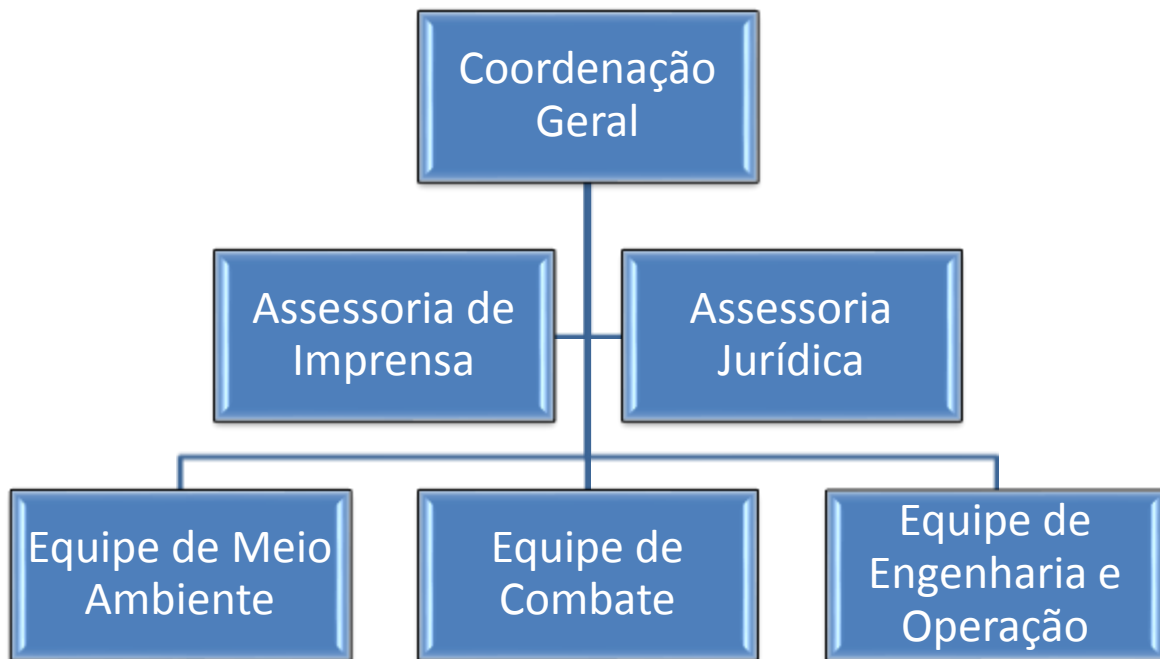 Coordenação
Geral
Assessoria de
Imprensa
Assessoria
Jurídica
Equipe de Meio
Ambiente
Equipe de
Combate
Equipe de
Engenharia e
Operação